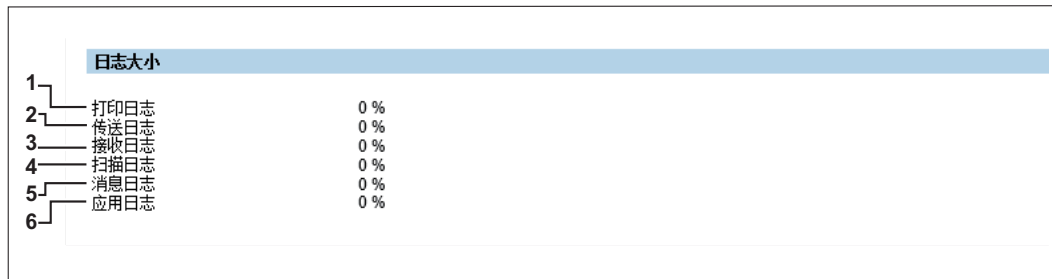 日志大小
1 打印日志 0 %
2 传送日志 0 %
3 接收日志 0 %
4 扫描日志 0 %
5 消息日志 0 %
6 应用日志 0 %